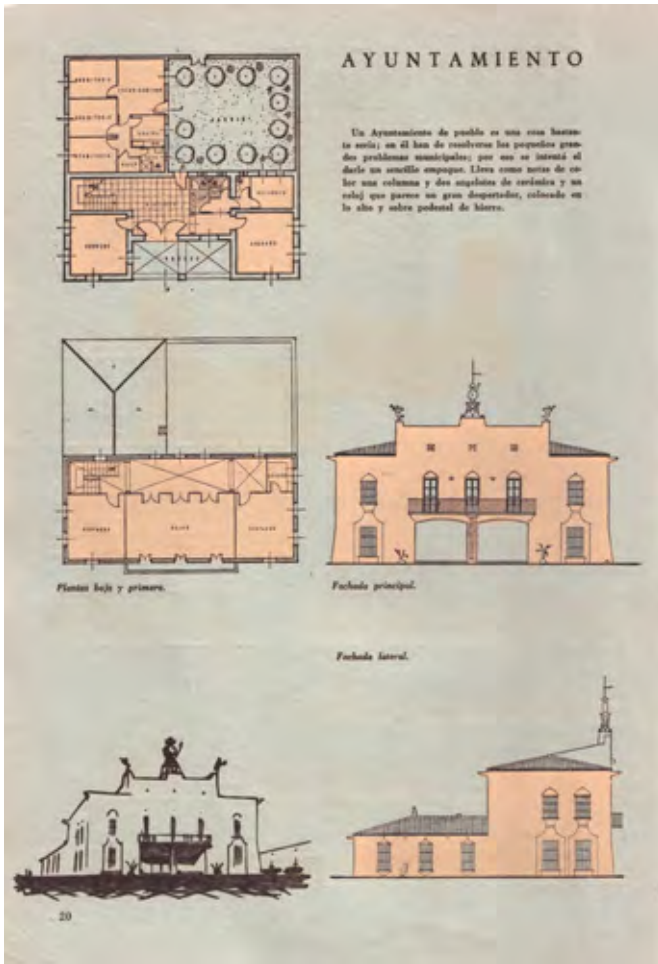 AYUNTAMIENTO
Un Ayuntamiento de pueblo es una cosa bastan-
te seria; en él han de resolverse los pequeños gran-
des problemas municipales; por eso se intentó el
darle un sencillo empaque. Lleva como notas de co-
lor una columna y dos angelotes de cerámica y un
reloj que parece un gran despertador, colocado en
lo alto y sobre pedestal de hierro.
Plantas baja y primera.
Fachada principal.
Fachada lateral.
20